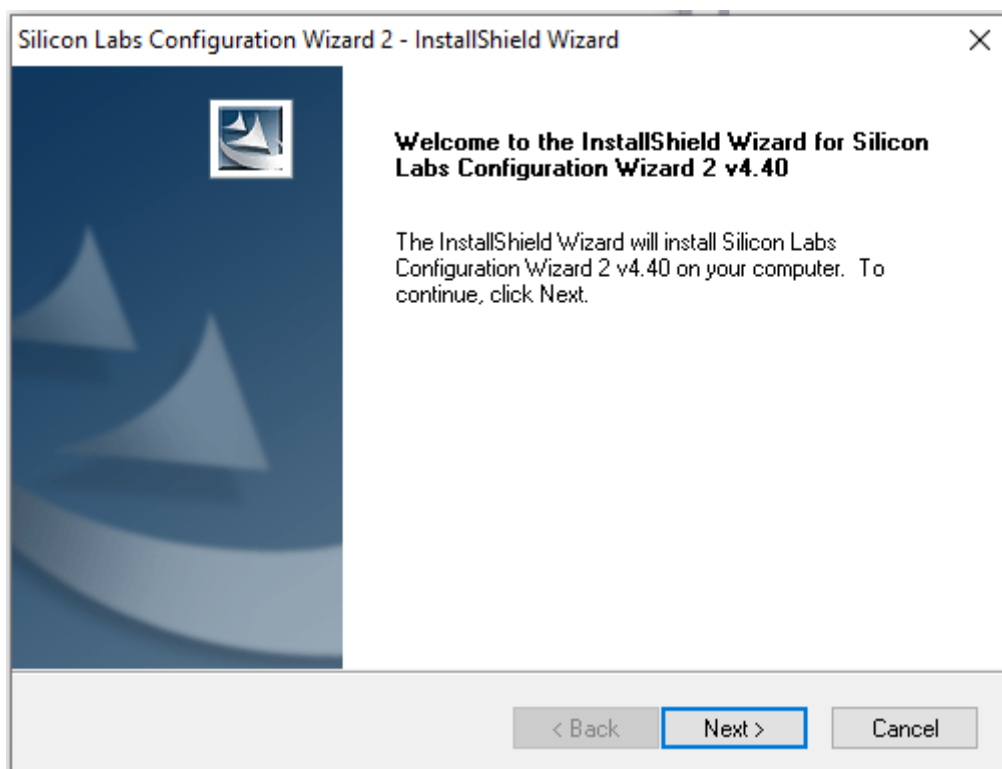 Silicon Labs Configuration Wizard 2 - InstallShield Wizard
Welcome to the InstallShield Wizard for Silicon
Labs Configuration Wizard 2 v4.40
The InstallShield Wizard will install Silicon Labs
Configuration Wizard 2 v4.40 on your computer.  To
continue, click Next.
< Back
Next >
Cancel